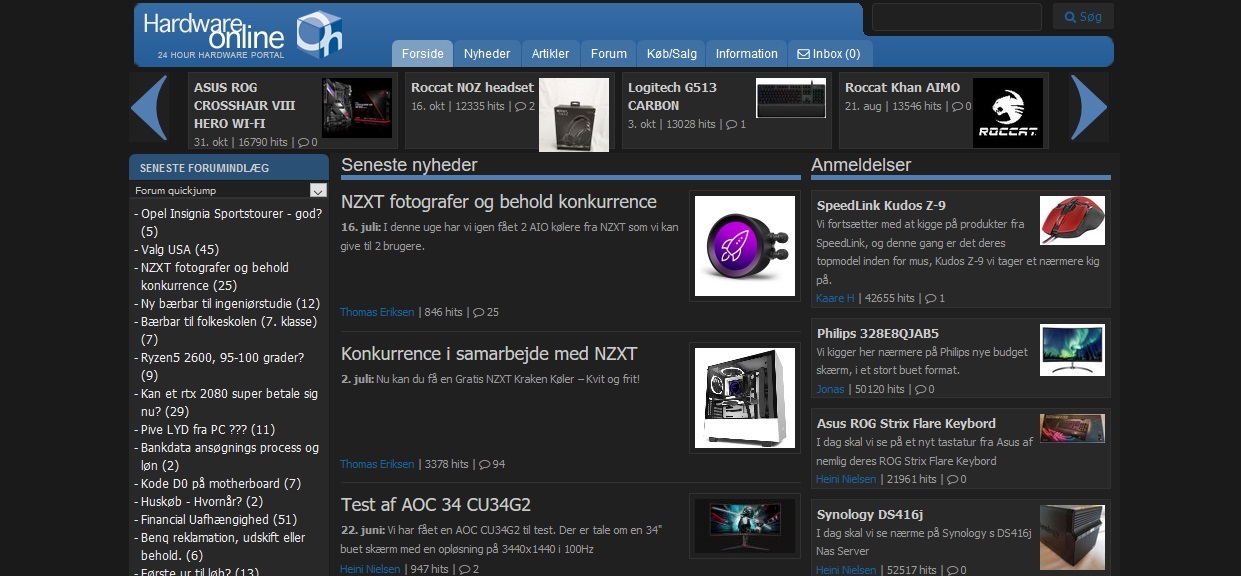 Hardware
online
24 HOUR HARDWARE PORTAL
Søg
Forside
Nyheder
Artikler
Forum
Køb/Salg
Information
Inbox (0)
ASUS ROG
CROSSHAIR VIII
HERO WI-FI
31. okt | 16790 hits | 0
Roccat NOZ headset
16. okt | 12335 hits | 2
Logitech G513
CARBON
3. okt | 13028 hits | 1
Roccat Khan AIMO
21. aug | 13546 hits | 0
ROCCAT
SENESTE FORUMINDLÆG
Forum quickjump
- Opel Insignia Sportstourer - god?
(5)
- Valg USA (45)
- NZXT fotografer og behold
konkurrence (25)
- Ny bærbar til ingeniørstudie (12)
- Bærbar til folkeskolen (7. klasse)
(7)
- Ryzen5 2600, 95-100 grader?
(9)
- Kan et rtx 2080 super betale sig
nu? (29)
- Pive LYD fra PC ??? (11)
- Bankdata ansøgnings process og
løn (2)
- Kode D0 på motherboard (7)
- Huskøb - Hvornår? (2)
- Financial Uafhængighed (51)
- Benq reklamation, udskift eller
behold. (6)
- Første ur til løb? (13)
Seneste nyheder
NZXT fotografer og behold konkurrence
16. juli: I denne uge har vi igen fået 2 AIO kølere fra NZXT som vi kan
give til 2 brugere.
Thomas Eriksen | 846 hits | 25
Konkurrence i samarbejde med NZXT
2. juli: Nu kan du få en Gratis NZXT Kraken Køler – Kvit og frit!
Thomas Eriksen | 3378 hits | 94
Test af AOC 34 CU34G2
22. juni: Vi har fået en AOC CU34G2 til test. Der er tale om en 34"
buet skærm med en opløsning på 3440x1440 i 100Hz
Heini Nielsen | 947 hits | 2
Anmeldelser
SpeedLink Kudos Z-9
Vi fortsætter med at kigge på produkter fra
SpeedLink, og denne gang er det deres
topmodel inden for mus, Kudos Z-9 vi tager et nærmere kig
på.
Kaare H | 42655 hits | 1
Philips 328E8QJAB5
Vi kigger her nærmere på Philips nye budget
skærm, i et stort buet format.
Jonas | 50120 hits | 0
Asus ROG Strix Flare Keybord
I dag skal vi se på et nyt tastatur fra Asus af
nemlig deres ROG Strix Flare Keybord
Heini Nielsen | 21961 hits | 0
Synology DS416j
I dag skal vi se nærme på Synology s DS416j
Nas Server
Heini Nielsen | 52517 hits | 0